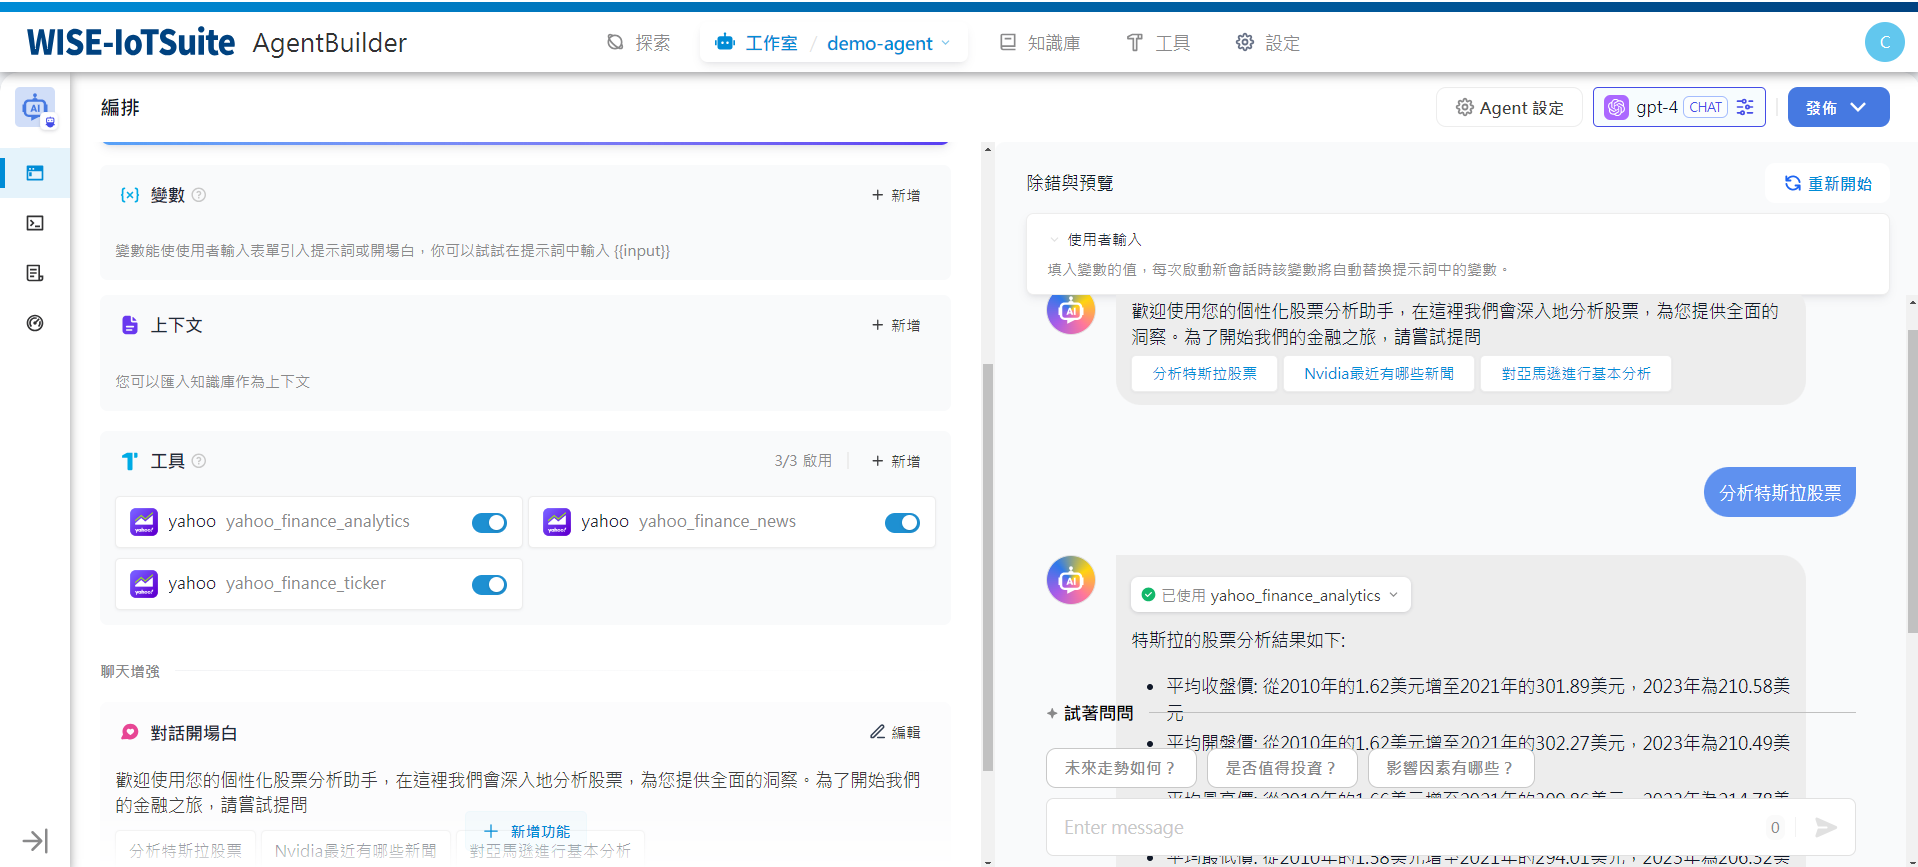 WISE-IoTSuite AgentBuilder
探索
工作室 / demo-agent
知識庫
工具
設定
C
編排
Agent 設定
gpt-4 CHAT
發佈
變數
+ 新增
變數能使使用者輸入表單引入提示詞或開場白，你可以試試在提示詞中輸入 {{input}}
上下文
+ 新增
您可以匯入知識庫作為上下文
工具
3/3 啟用
+ 新增
yahoo yahoo_finance_analytics
yahoo yahoo_finance_news
yahoo yahoo_finance_ticker
聊天增強
對話開場白
編輯
歡迎使用您的個性化股票分析助手，在這裡我們會深入地分析股票，為您提供全面的洞察。為了開始我們
的金融之旅，請嘗試提問
+ 新增功能
分析特斯拉股票
Nvidia最近有哪些新聞
對亞馬遜進行基本分析
除錯與預覽
重新開始
使用者輸入
填入變數的值，每次啟動新會話時該變數將自動替換提示詞中的變數。
AI
歡迎使用您的個性化股票分析助手，在這裡我們會深入地分析股票，為您提供全面的
洞察。為了開始我們的金融之旅，請嘗試提問
分析特斯拉股票
Nvidia最近有哪些新聞
對亞馬遜進行基本分析
分析特斯拉股票
AI
已使用 yahoo_finance_analytics
特斯拉的股票分析結果如下:
• 平均收盤價: 從2010年的1.62美元增至2021年的301.89美元，2023年為210.58美
元
試著問問
• 平均開盤價: 從2010年的1.62美元增至2021年的302.27美元，2023年為210.49美
未來走勢如何？
是否值得投資？
影響因素有哪些？
Enter message
0